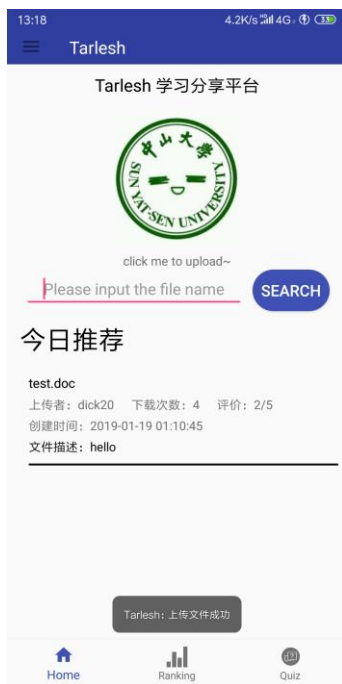 13:18
4.2K/s 4G 33
Tarlesh
Tarlesh 学习分享平台
中山大学
SUN YAT-SEN UNIVERSITY
click me to upload~
Please input the file name
SEARCH
今日推荐
test.doc
上传者：dick20 下载次数：4 评价：2/5
创建时间：2019-01-19 01:10:45
文件描述：hello
Tarlesh：上传文件成功
Home
Ranking
Quiz